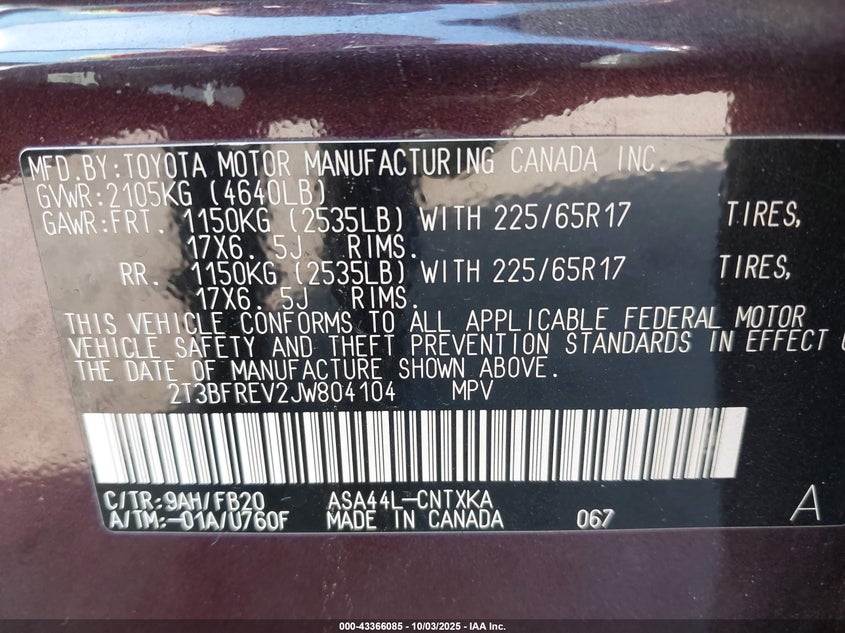 MFD.BY:TOYOTA MOTOR MANUFACTURING CANADA INC.
GVWR:2105KG (4640LB)
GAWR:FRT. 1150KG (2535LB) WITH 225/65R17 TIRES,
17X6. 5J RIMS.
RR. 1150KG (2535LB) WITH 225/65R17 TIRES,
17X6. 5J RIMS.
THIS VEHICLE CONFORMS TO ALL APPLICABLE FEDERAL MOTOR
VEHICLE SAFETY AND THEFT PREVENTION STANDARDS IN EFFECT
THE DATE OF MANUFACTURE SHOWN ABOVE.
2T3BFREV2JW804104 MPV
C/TR:9AH/FB20 ASA44L-CNTXKA
A/TM:-01A/U760F MADE IN CANADA 067 A
000-43366085 - 10/03/2025 - IAA Inc.